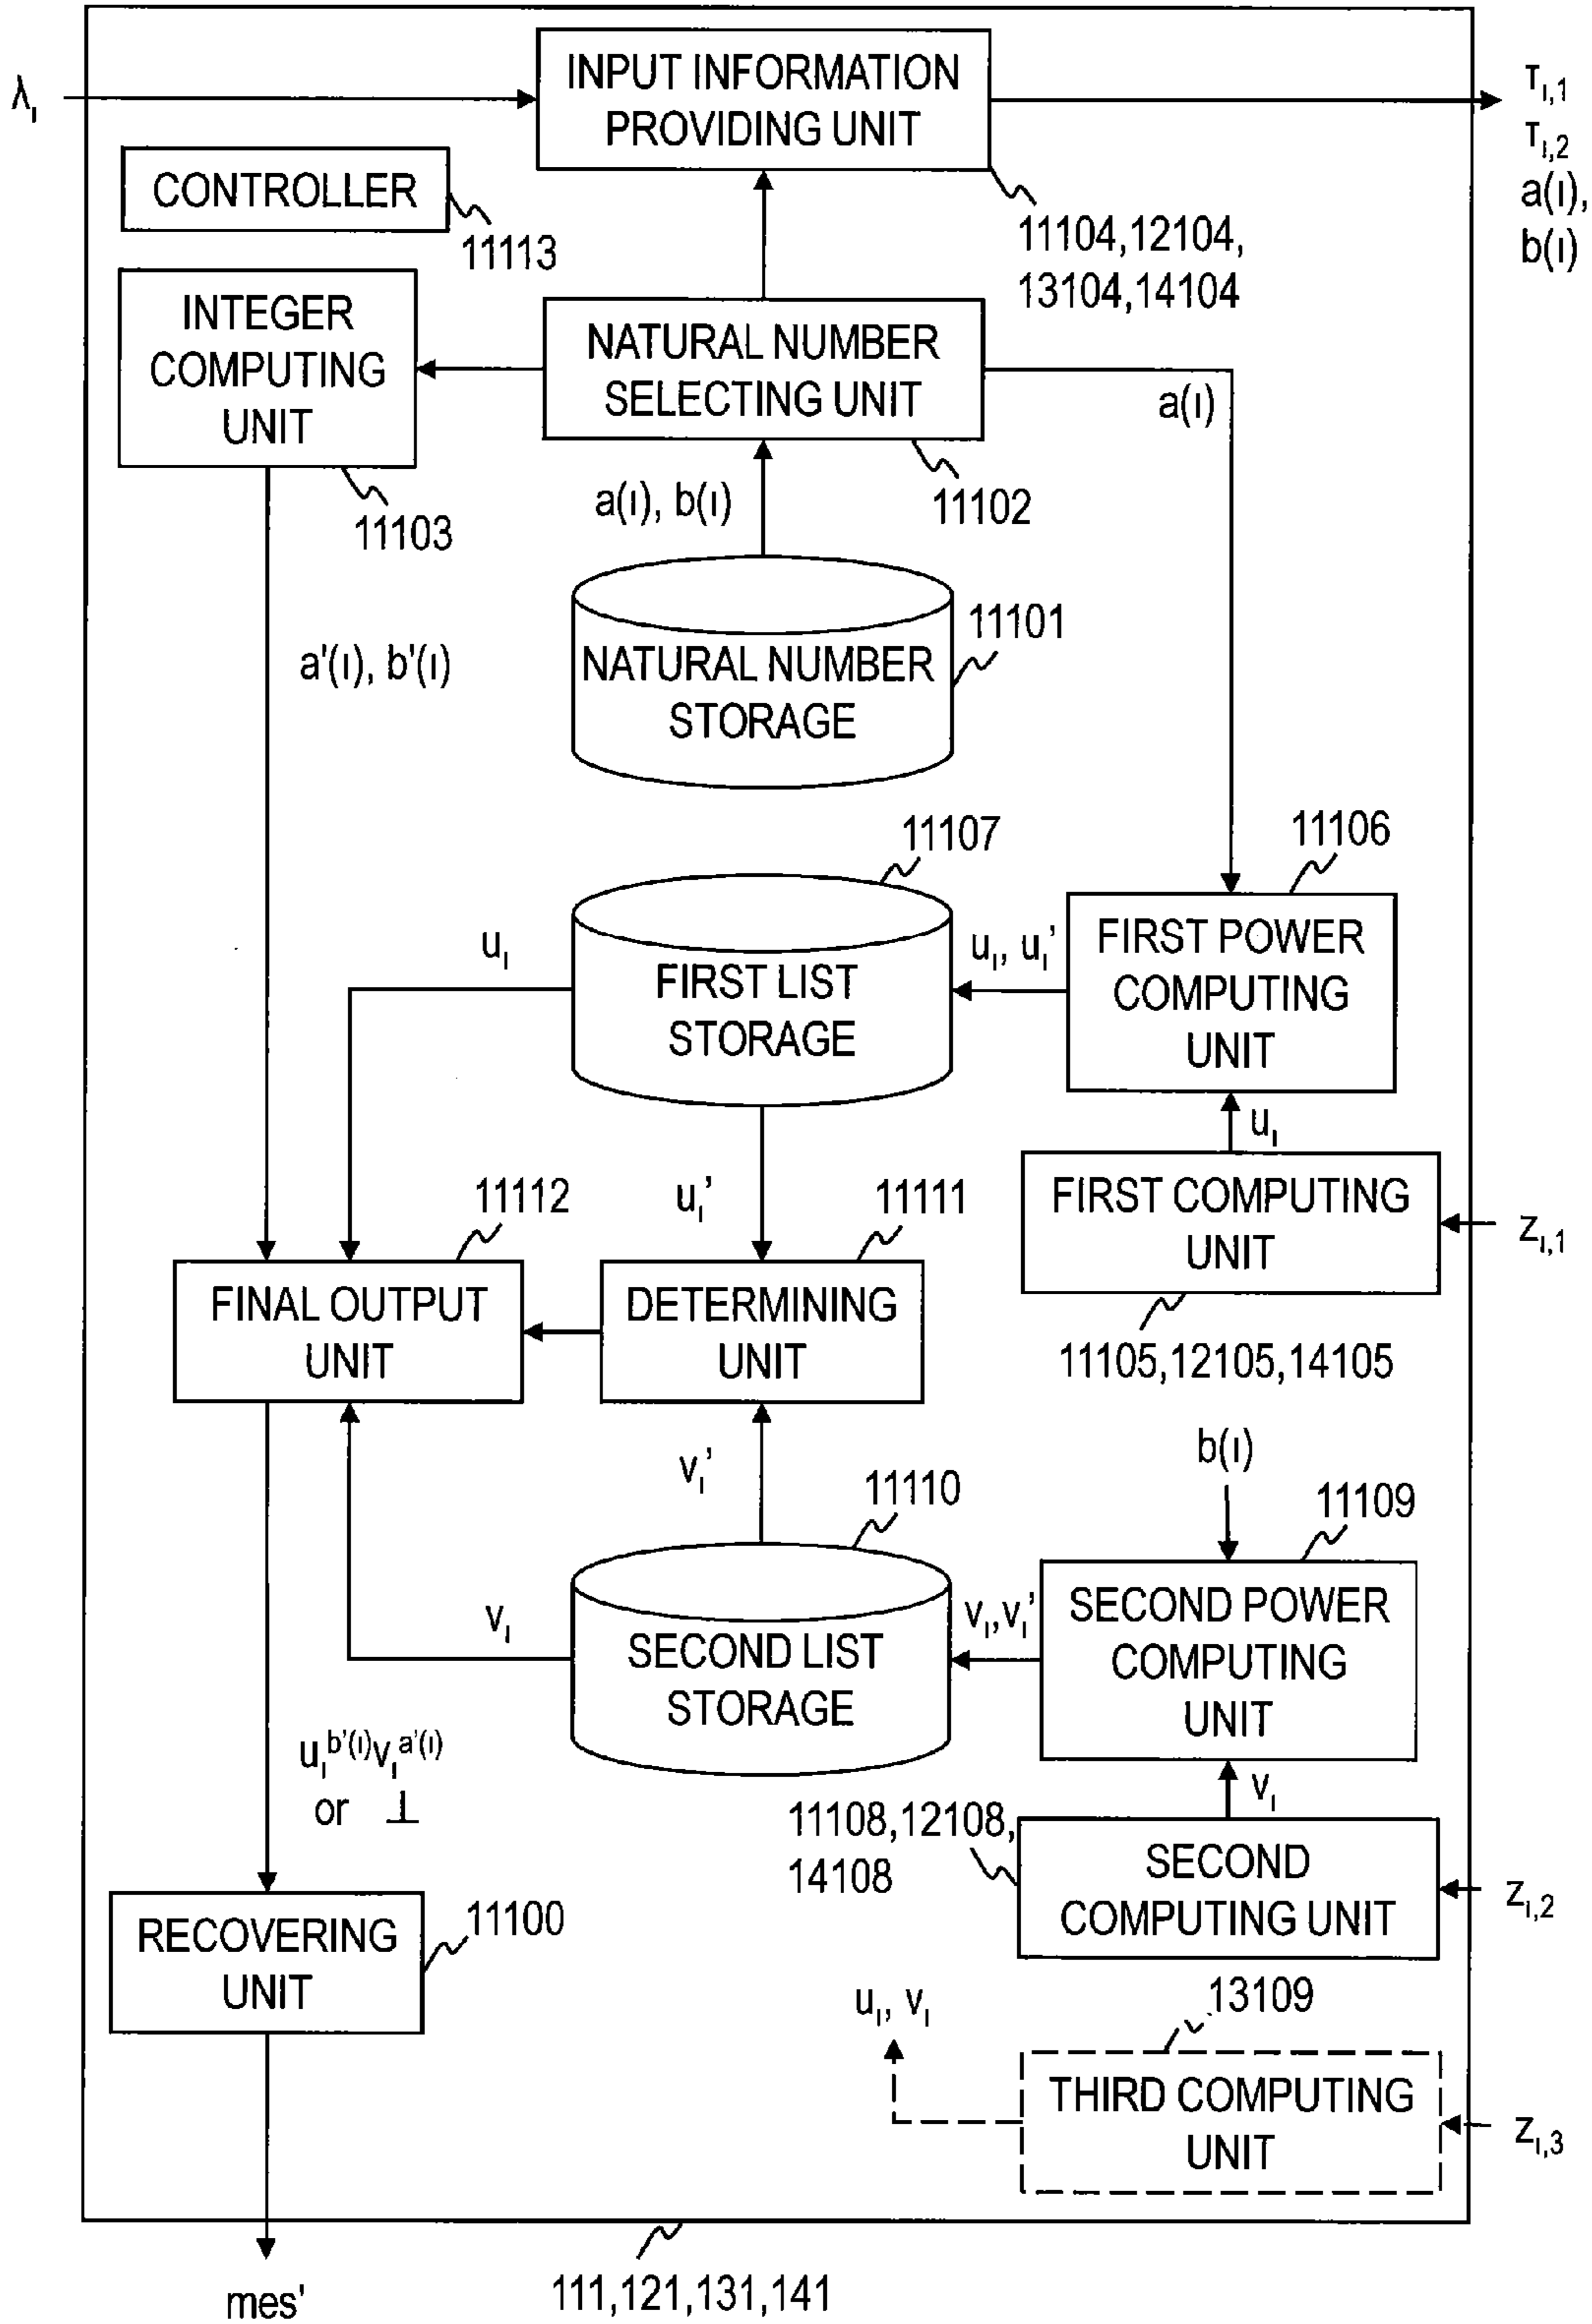 λι
INPUT INFORMATION
PROVIDING UNIT
τι,1
τι,2
a(ι),
b(ι)
CONTROLLER
11113
11104,12104,
13104,14104
INTEGER
COMPUTING
UNIT
11103
NATURAL NUMBER
SELECTING UNIT
11102
a(ι)
a(ι), b(ι)
11101
NATURAL NUMBER
STORAGE
a'(ι), b'(ι)
11107
11106
uι
FIRST LIST
STORAGE
uι, uι'
FIRST POWER
COMPUTING
UNIT
uι
11112
uι'
11111
FIRST COMPUTING
UNIT
zι,1
11105,12105,14105
FINAL OUTPUT
UNIT
DETERMINING
UNIT
b(ι)
vι'
11110
11109
vι
SECOND LIST
STORAGE
vι,vι'
SECOND POWER
COMPUTING
UNIT
vι
uιb'(ι)vιa'(ι)
or ⊥
11108,12108,
14108
SECOND
COMPUTING UNIT
zι,2
RECOVERING
UNIT
11100
uι, vι
13109
THIRD COMPUTING
UNIT
zι,3
mes'
111,121,131,141